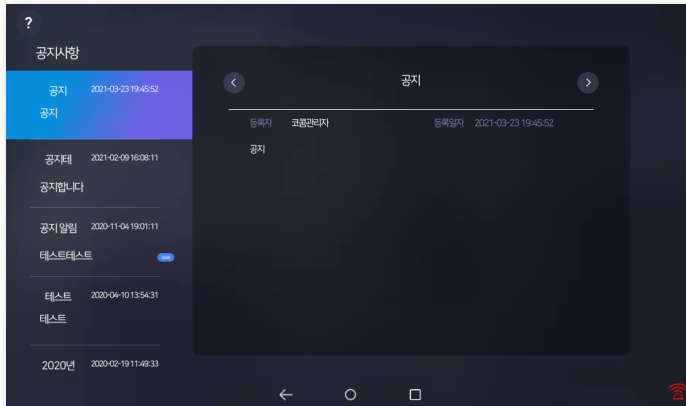 ?
공지사항
공지 2021-03-23 19:45:52
공지
공지테 2021-02-09 16:08:11
공지합니다
공지 알림 2020-11-04 19:01:11
테스트테스트
테스트 2020-04-10 13:54:31
테스트
2020년 2020-02-19 11:49:33
공지
등록자 코콤관리자 등록일자 2021-03-23 19:45:52
공지